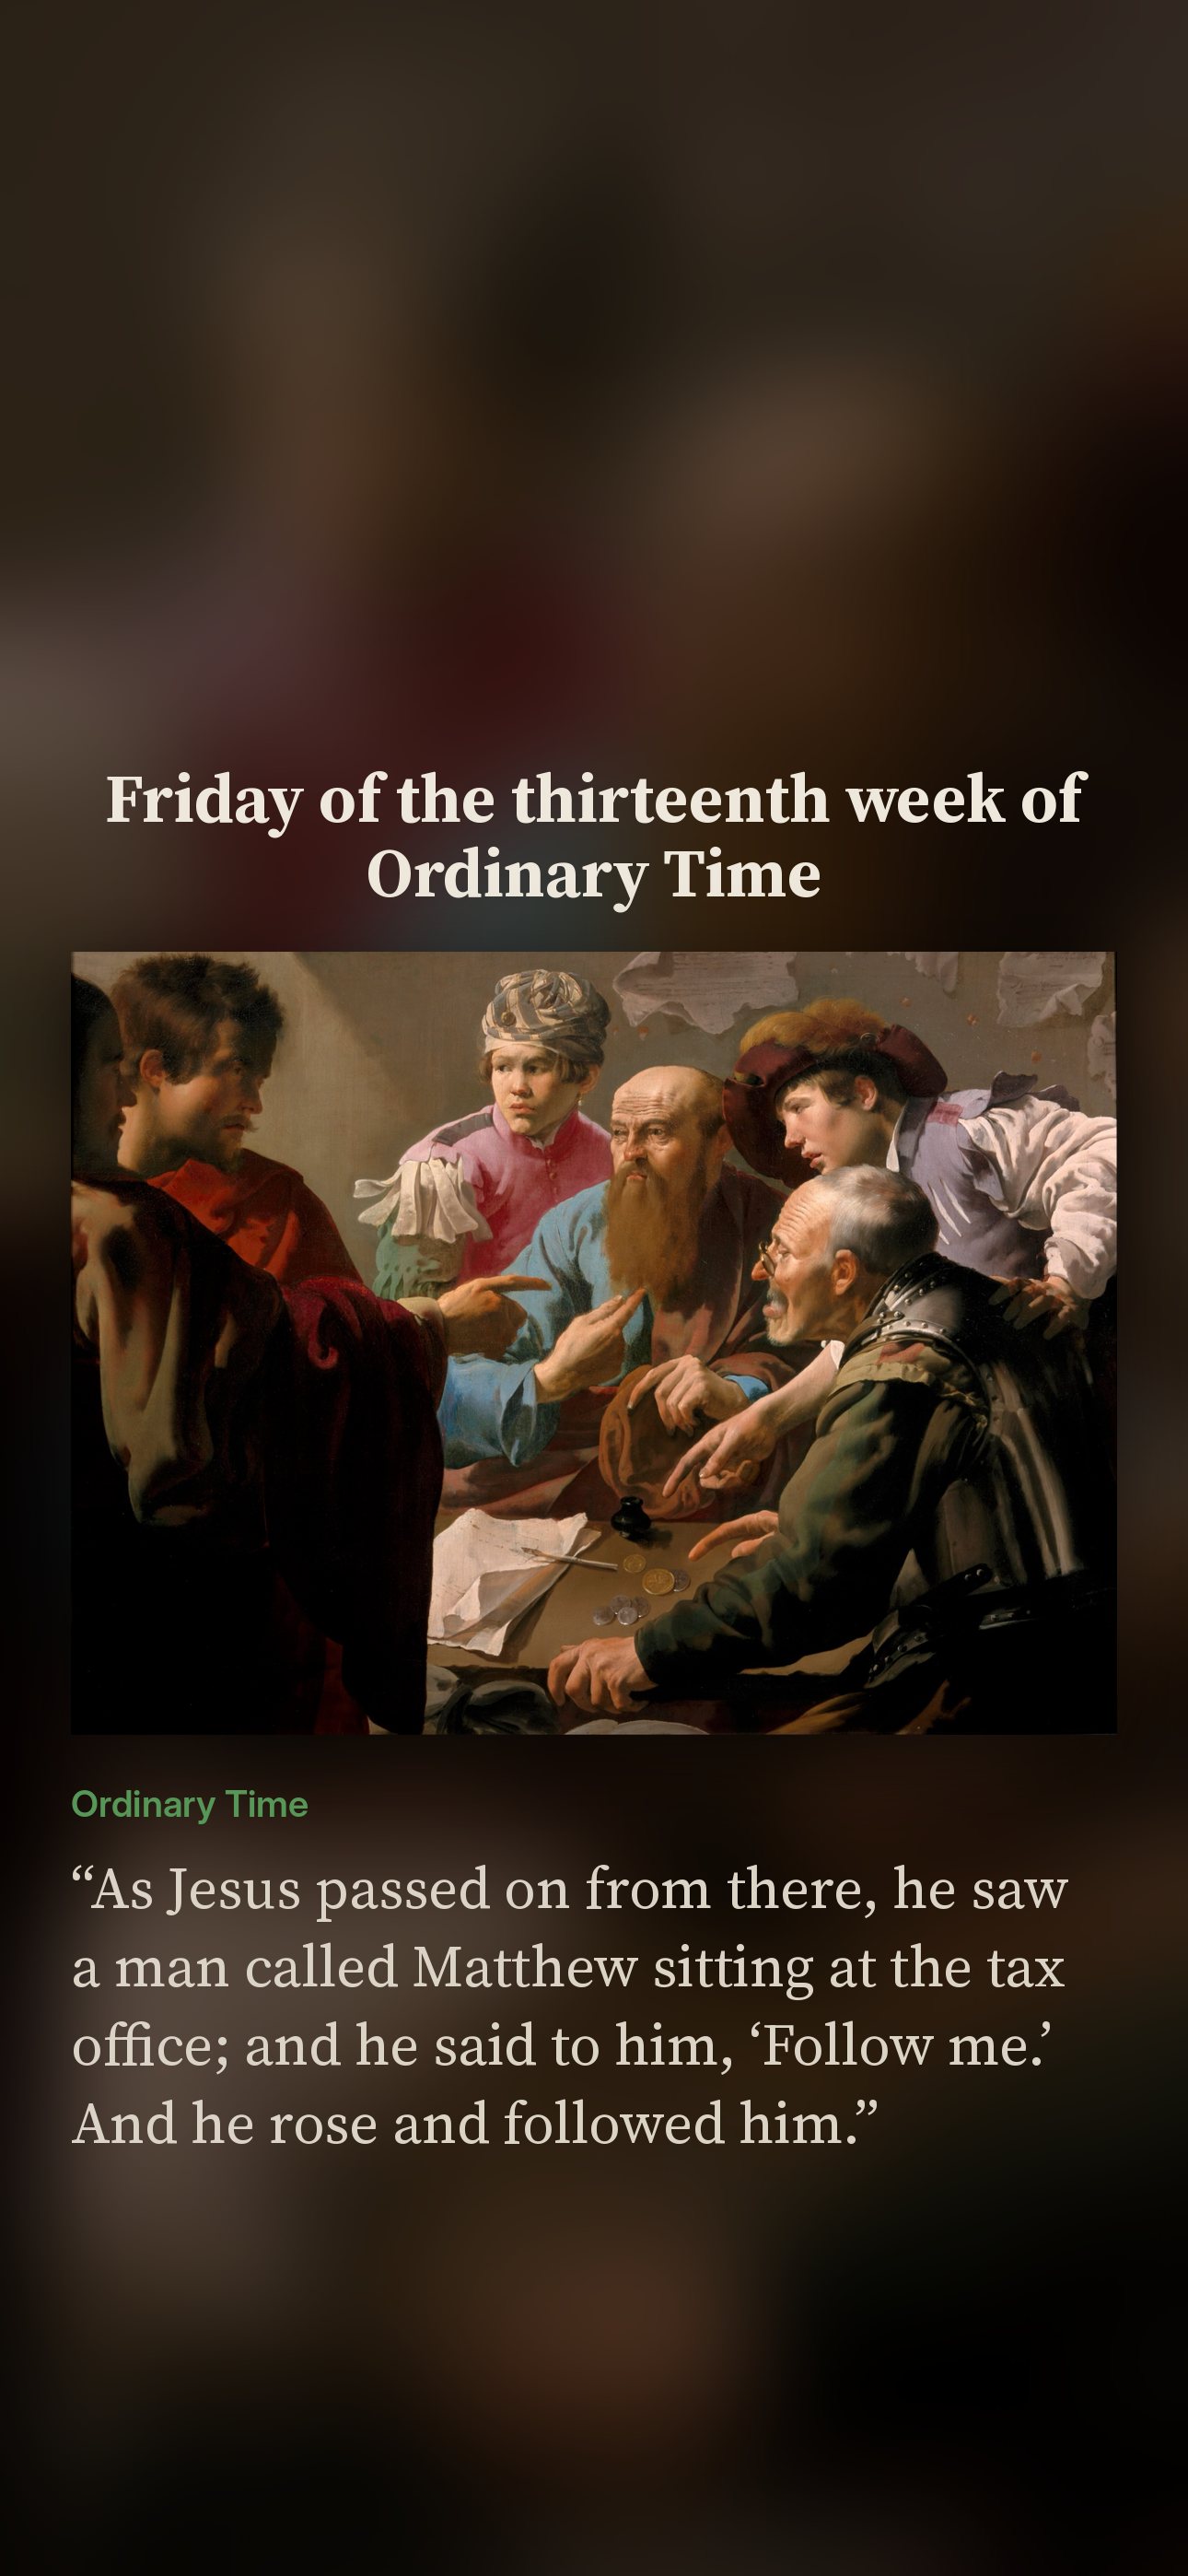 Friday of the thirteenth week of
Ordinary Time
Ordinary Time
“As Jesus passed on from there, he saw
a man called Matthew sitting at the tax
office; and he said to him, ‘Follow me.’
And he rose and followed him.”